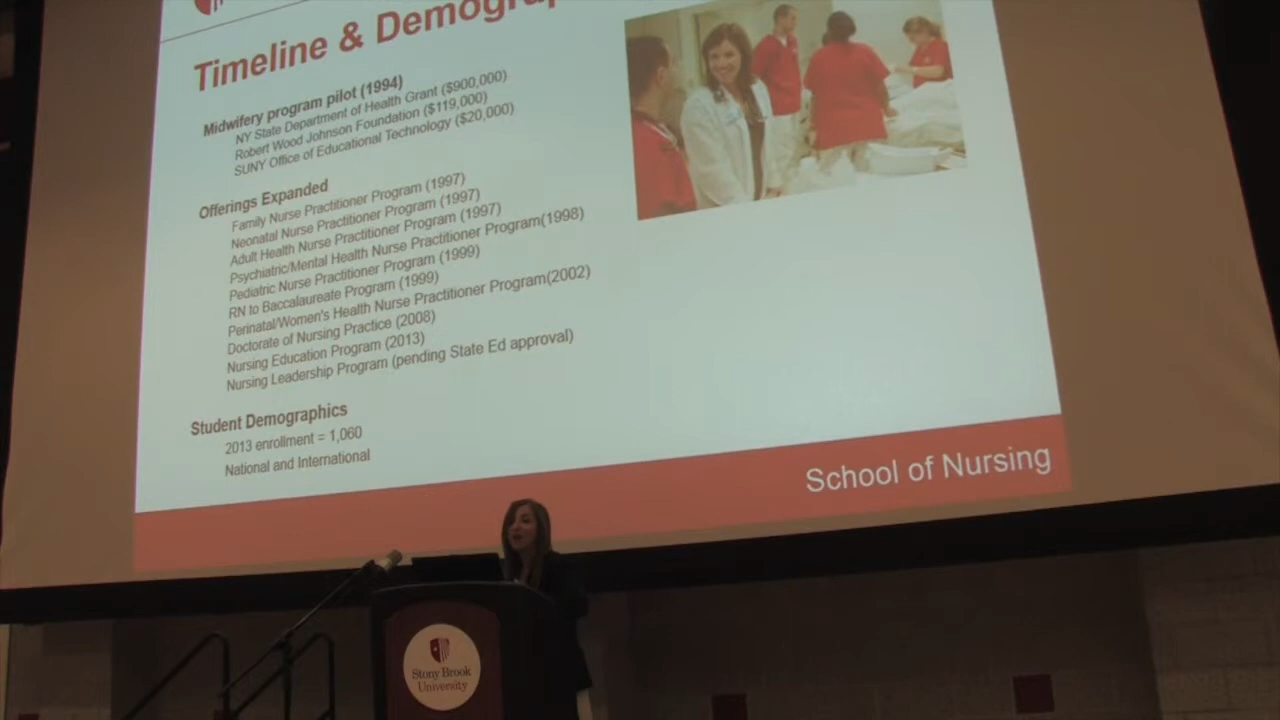 Timeline & Demogra
Midwifery program pilot (1994)
NY State Department of Health Grant ($900,000)
Robert Wood Johnson Foundation ($119,000)
SUNY Office of Educational Technology ($20,000)
Offerings Expanded
Family Nurse Practitioner Program (1997)
Neonatal Nurse Practitioner Program (1997)
Adult Health Nurse Practitioner Program (1997)
Psychiatric/Mental Health Nurse Practitioner Program(1998)
Pediatric Nurse Practitioner Program (1999)
RN to Baccalaureate Program (1999)
Perinatal/Women's Health Nurse Practitioner Program(2002)
Doctorate of Nursing Practice (2008)
Nursing Education Program (2013)
Nursing Leadership Program (pending State Ed approval)
Student Demographics
2013 enrollment = 1,060
National and International
School of Nursing
Stony Brook
University